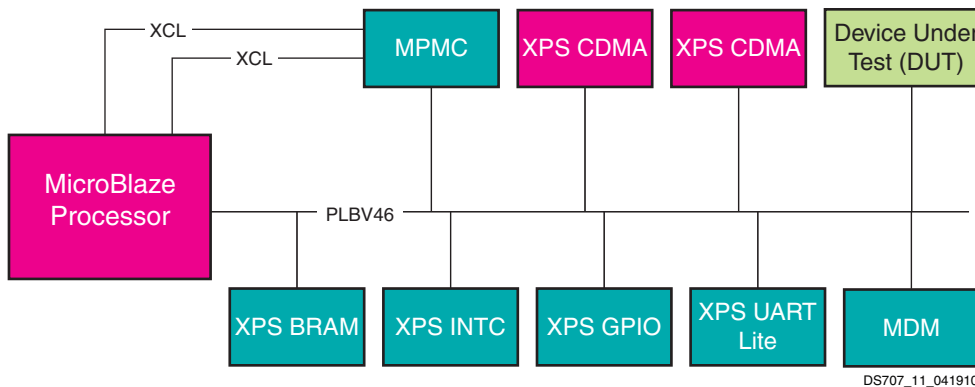 XCL
XCL
MPMC
XPS CDMA
XPS CDMA
Device Under
Test (DUT)
MicroBlaze
Processor
PLBV46
XPS BRAM
XPS INTC
XPS GPIO
XPS UART
Lite
MDM
DS707_11_041910